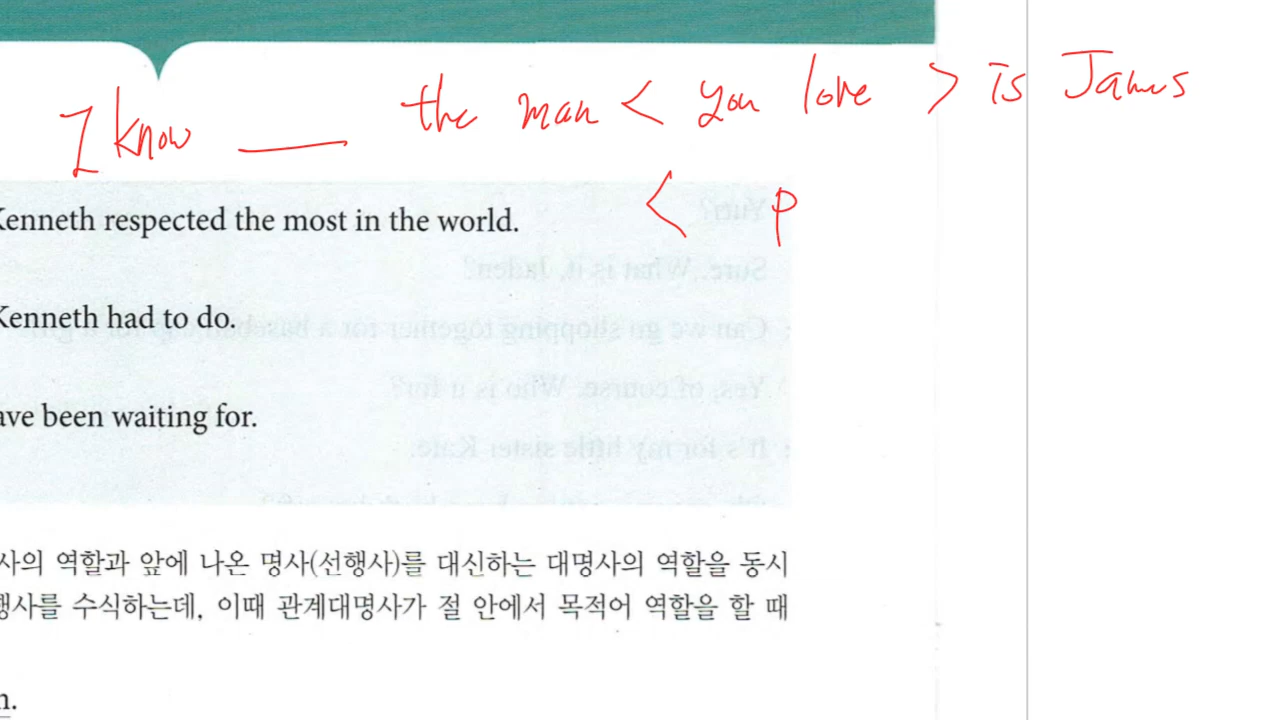 I know ___ the man < you love > is James
< p
Kenneth respected the most in the world.
Kenneth had to do.
ave been waiting for.
사의 역할과 앞에 나온 명사(선행사)를 대신하는 대명사의 역할을 동시
행사를 수식하는데, 이때 관계대명사가 절 안에서 목적어 역할을 할 때
n.